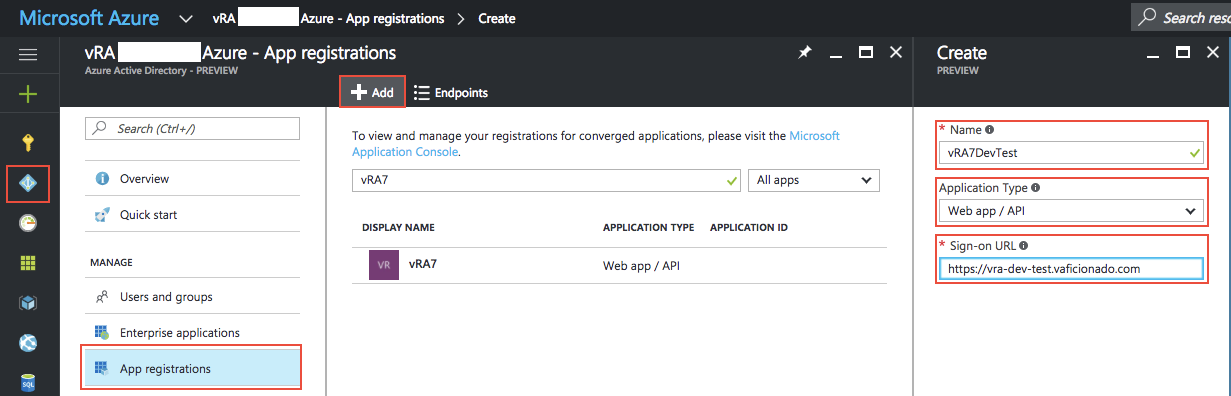 Microsoft Azure vRA Azure - App registrations > Create Search reso
vRA Azure - App registrations
Azure Active Directory - PREVIEW
Create
PREVIEW
Add Endpoints
Search (Ctrl+/)
Overview
Quick start
MANAGE
Users and groups
Enterprise applications
App registrations
To view and manage your registrations for converged applications, please visit the Microsoft
Application Console.
vRA7 All apps
DISPLAY NAME APPLICATION TYPE APPLICATION ID
VR vRA7 Web app / API
* Name
vRA7DevTest
Application Type
Web app / API
* Sign-on URL
https://vra-dev-test.vaficionado.com
SQL